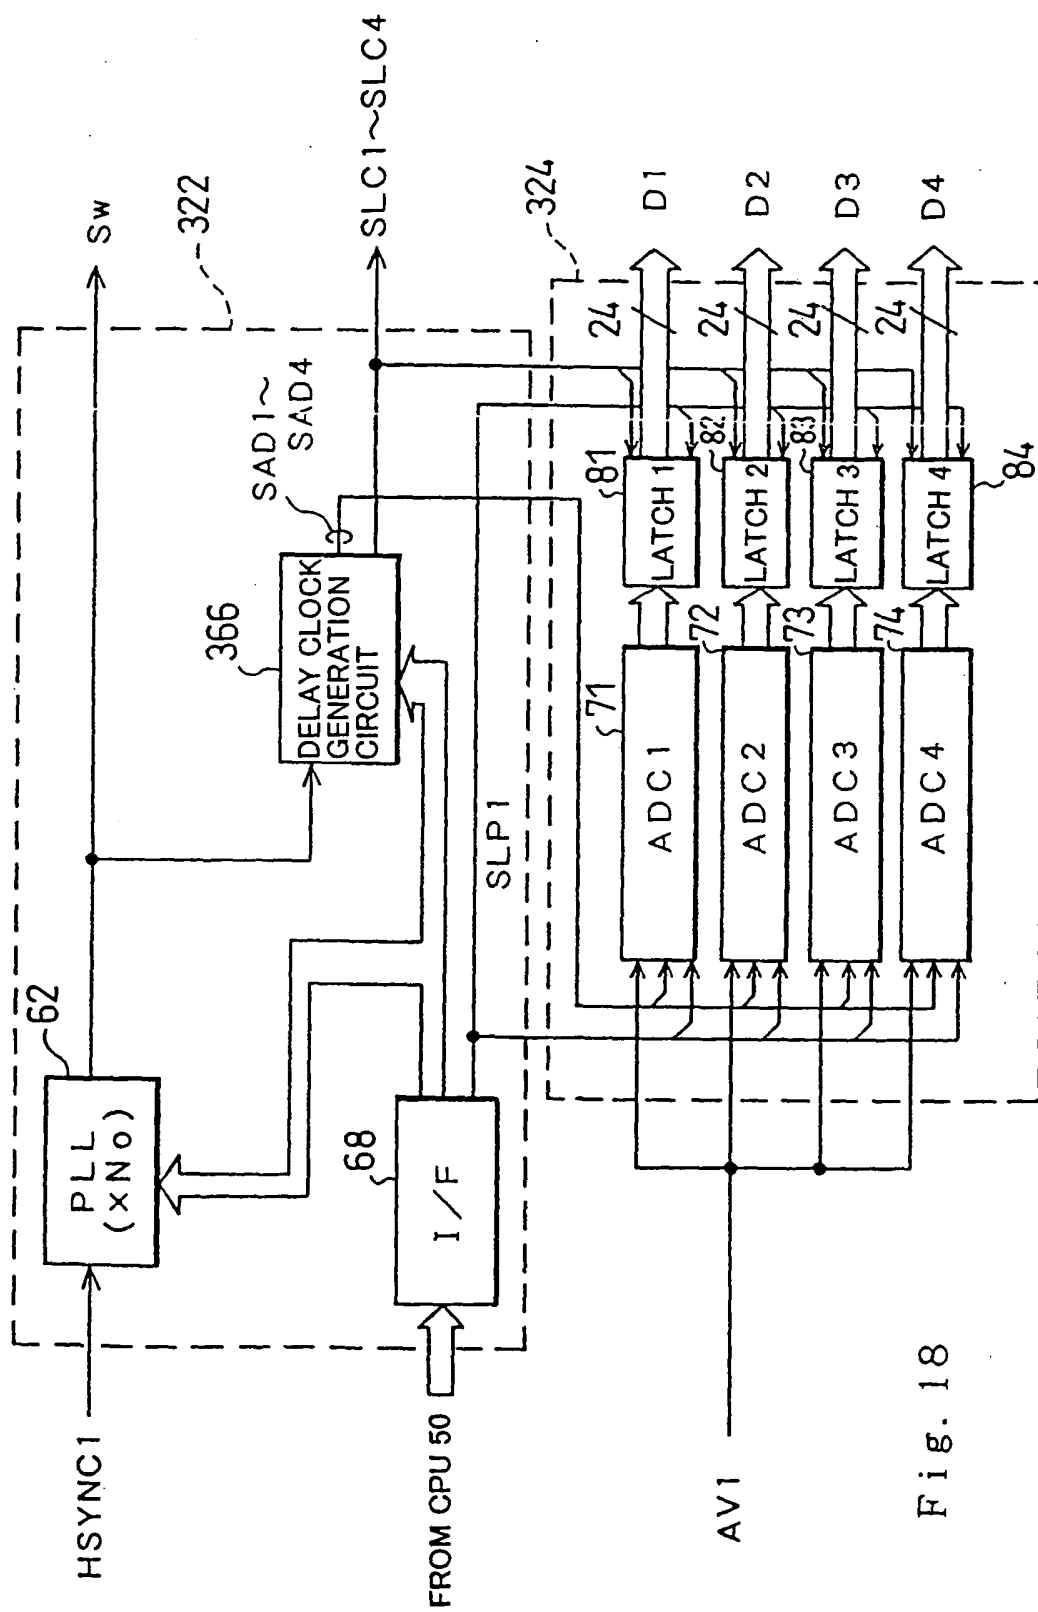 HSYNC1
PLL
(×No)
62
Sw
322
366
DELAY CLOCK
GENERATION
CIRCUIT
SAD1~
SAD4
SLC1~SLC4
FROM CPU 50
I/F
68
SLP1
324
AV1
71
ADC1
81
LATCH 1
24
D1
72
ADC2
82
LATCH 2
24
D2
73
ADC3
83
LATCH 3
24
D3
74
ADC4
84
LATCH 4
24
D4
Fig. 18